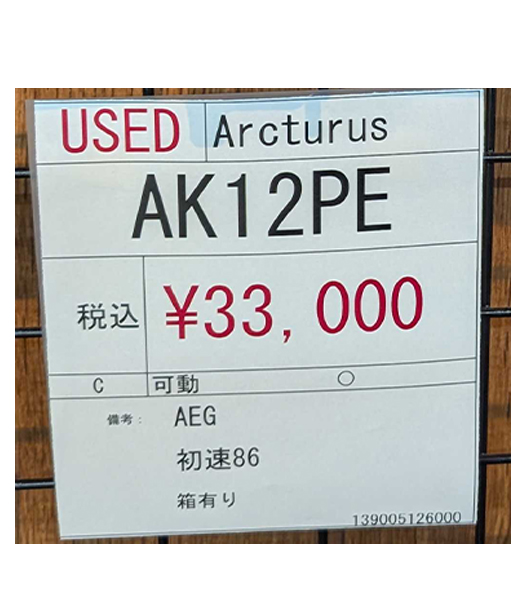 USED Arcturus
AK12PE
税込 ¥33,000
C 可動 ○
備考: AEG
初速86
箱有り
139005126000